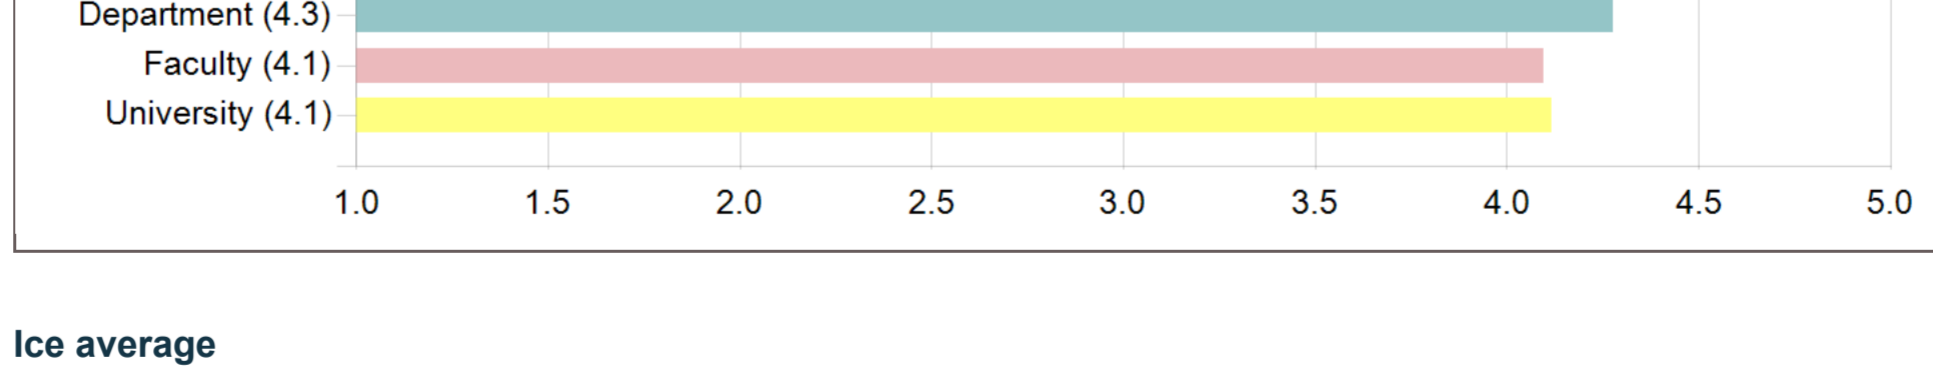 Department (4.3)
Faculty (4.1)
University (4.1)
1.0 1.5 2.0 2.5 3.0 3.5 4.0 4.5 5.0
Ice average